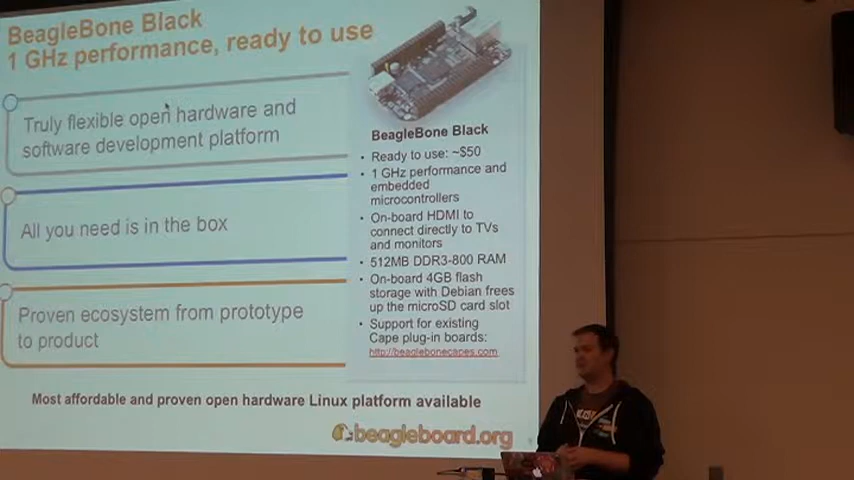 BeagleBone Black
1 GHz performance, ready to use
Truly flexible open hardware and
software development platform
All you need is in the box
Proven ecosystem from prototype
to product
BeagleBone Black
• Ready to use: ~$50
• 1 GHz performance and
embedded
microcontrollers
• On-board HDMI to
connect directly to TVs
and monitors
• 512MB DDR3-800 RAM
• On-board 4GB flash
storage with Debian frees
up the microSD card slot
• Support for existing
Cape plug-in boards:
http://beaglebonecapes.com
Most affordable and proven open hardware Linux platform available
beagleboard.org